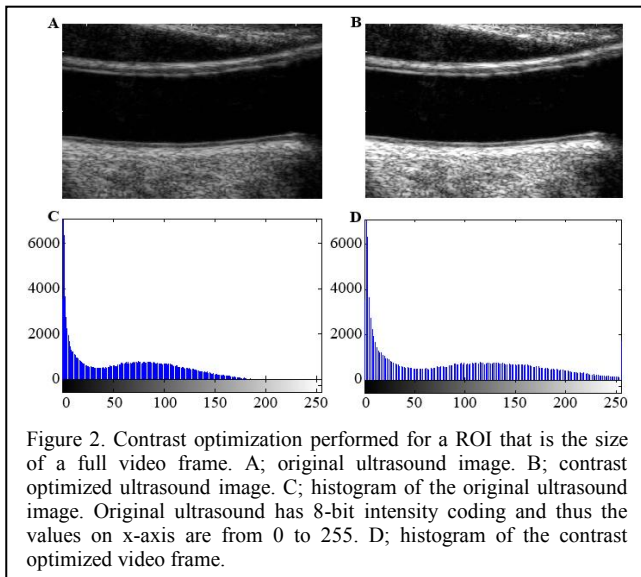 A B
C D
6000 6000
4000 4000
2000 2000
0 0
0 50 100 150 200 250 0 50 100 150 200 250
Figure 2. Contrast optimization performed for a ROI that is the size
of a full video frame. A; original ultrasound image. B; contrast
optimized ultrasound image. C; histogram of the original ultrasound
image. Original ultrasound has 8-bit intensity coding and thus the
values on x-axis are from 0 to 255. D; histogram of the contrast
optimized video frame.